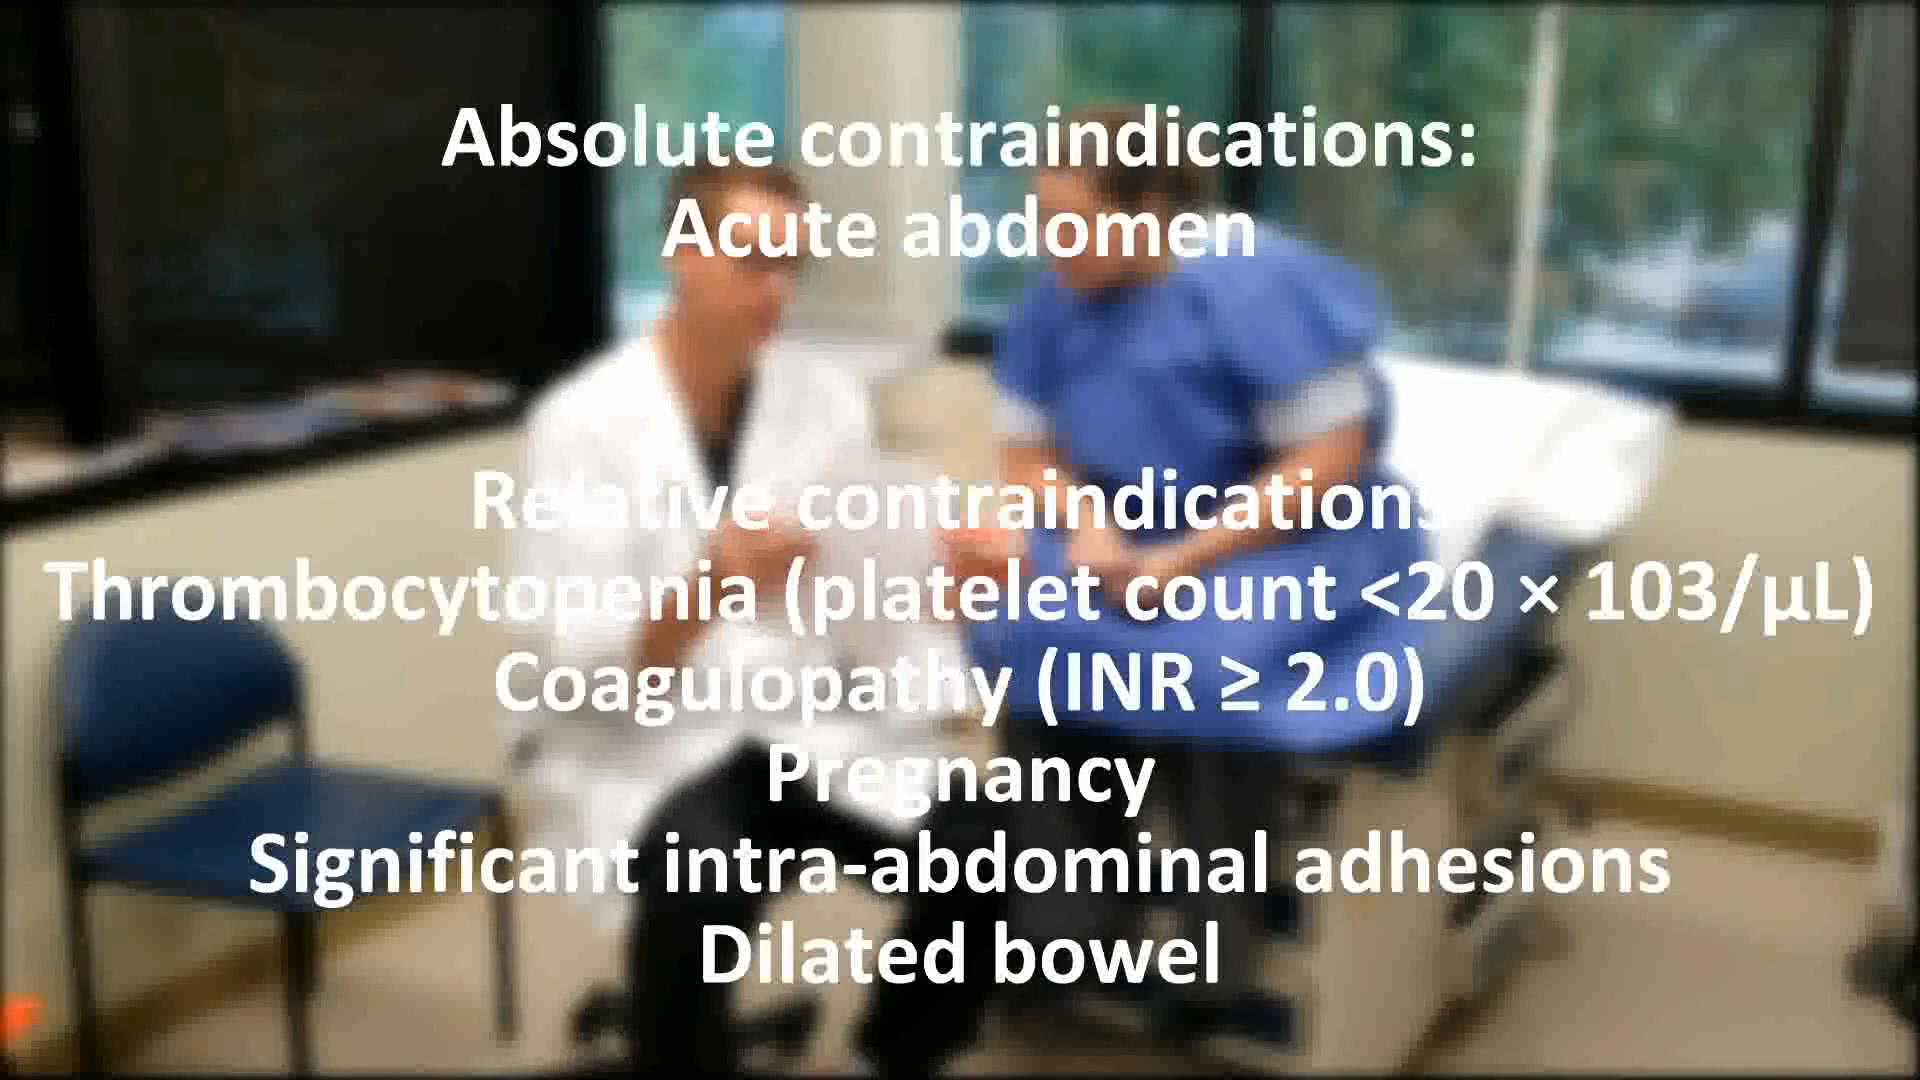 Absolute contraindications:
Acute abdomen
Relative contraindications
Thrombocytopenia (platelet count <20 × 103/μL)
Coagulopathy (INR ≥ 2.0)
Pregnancy
Significant intra-abdominal adhesions
Dilated bowel